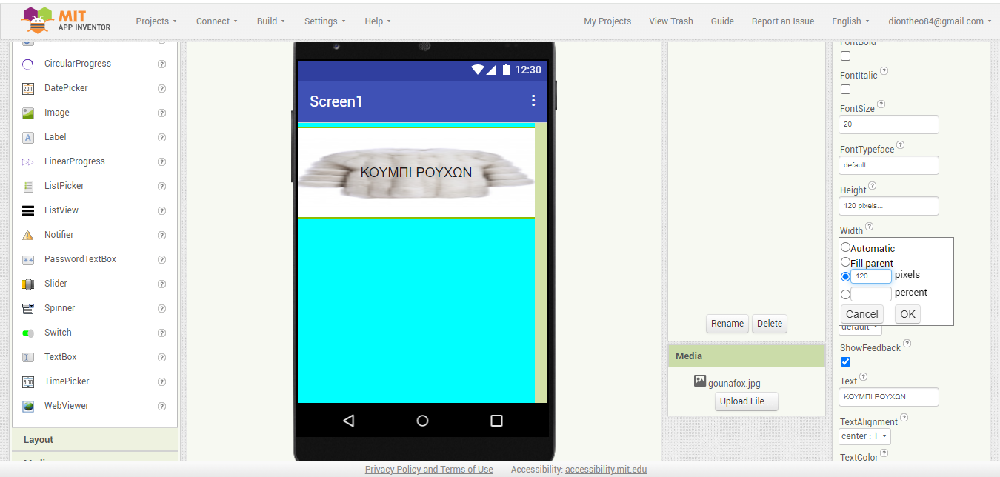 MIT
APP INVENTOR
Projects
Connect
Build
Settings
Help
My Projects
View Trash
Guide
Report an Issue
English
diontheo84@gmail.com
CircularProgress
DatePicker
Image
Label
LinearProgress
ListPicker
ListView
Notifier
PasswordTextBox
Slider
Spinner
Switch
TextBox
TimePicker
WebViewer
Layout
12:30
Screen1
ΚΟΥΜΠΙ ΡΟΥΧΩΝ
Rename
Delete
Media
gounafox.jpg
Upload File ...
FontBold
FontItalic
FontSize
20
FontTypeface
default...
Height
120 pixels...
Width
Automatic
Fill parent
120 pixels
percent
Cancel
OK
default
ShowFeedback
Text
ΚΟΥΜΠΙ ΡΟΥΧΩΝ
TextAlignment
center : 1
TextColor
Privacy Policy and Terms of Use
Accessibility: accessibility.mit.edu